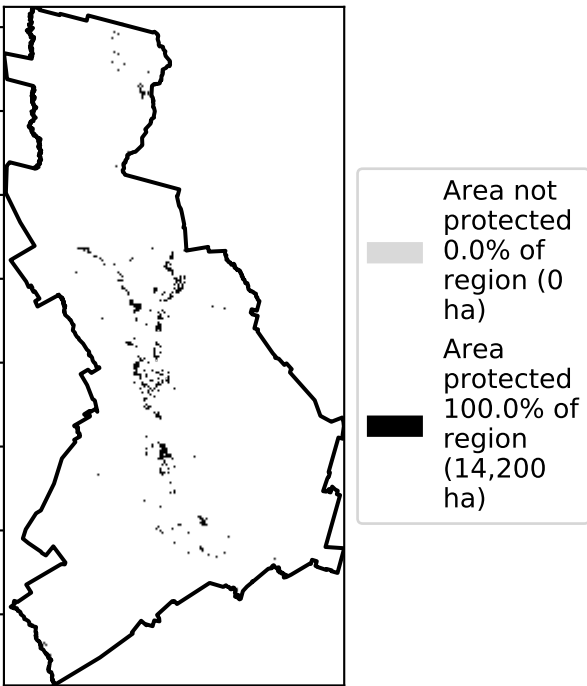 Area not
protected
0.0% of
region (0
ha)
Area
protected
100.0% of
region
(14,200
ha)